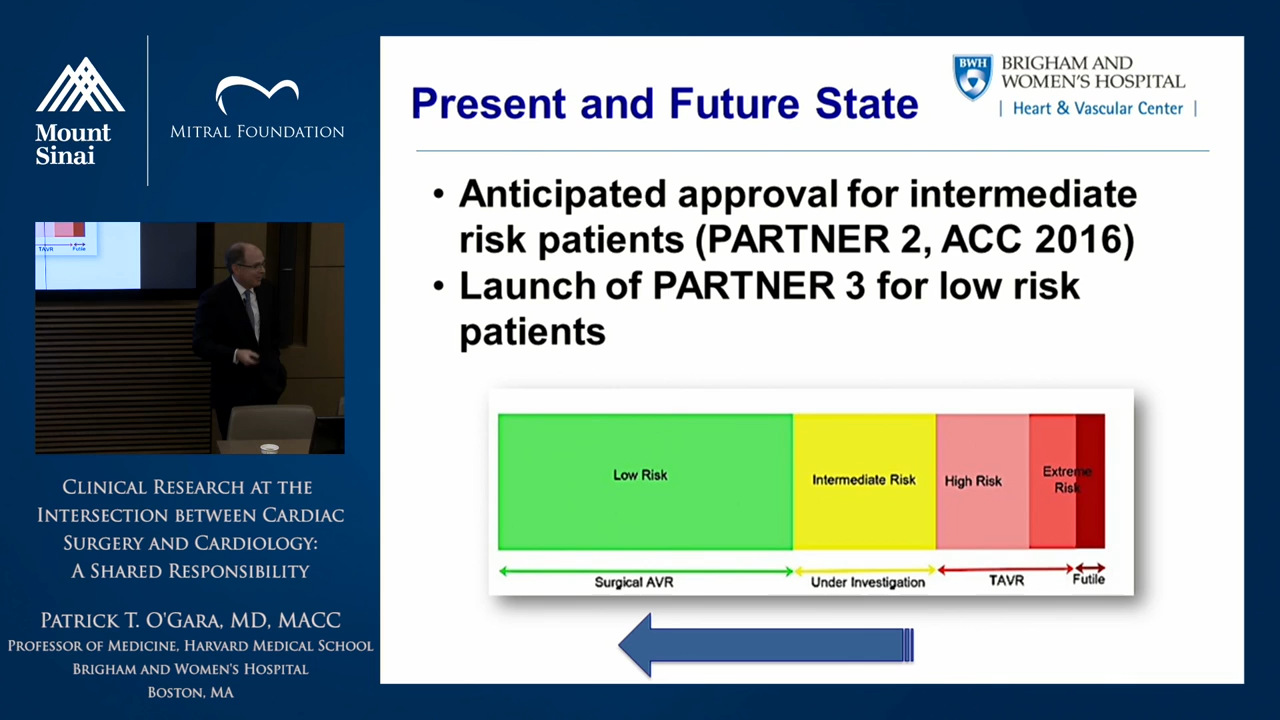 Mount
Sinai
MITRAL FOUNDATION
TAVR
Futile
CLINICAL RESEARCH AT THE
INTERSECTION BETWEEN CARDIAC
SURGERY AND CARDIOLOGY:
A SHARED RESPONSIBILITY
PATRICK T. O'GARA, MD, MACC
PROFESSOR OF MEDICINE, HARVARD MEDICAL SCHOOL
BRIGHAM AND WOMEN'S HOSPITAL
BOSTON, MA
Present and Future State
BWH
BRIGHAM AND
WOMEN'S HOSPITAL
| Heart & Vascular Center |
• Anticipated approval for intermediate
risk patients (PARTNER 2, ACC 2016)
• Launch of PARTNER 3 for low risk
patients
Low Risk
Intermediate Risk
High Risk
Extreme
Risk
Surgical AVR
Under Investigation
TAVR
Futile